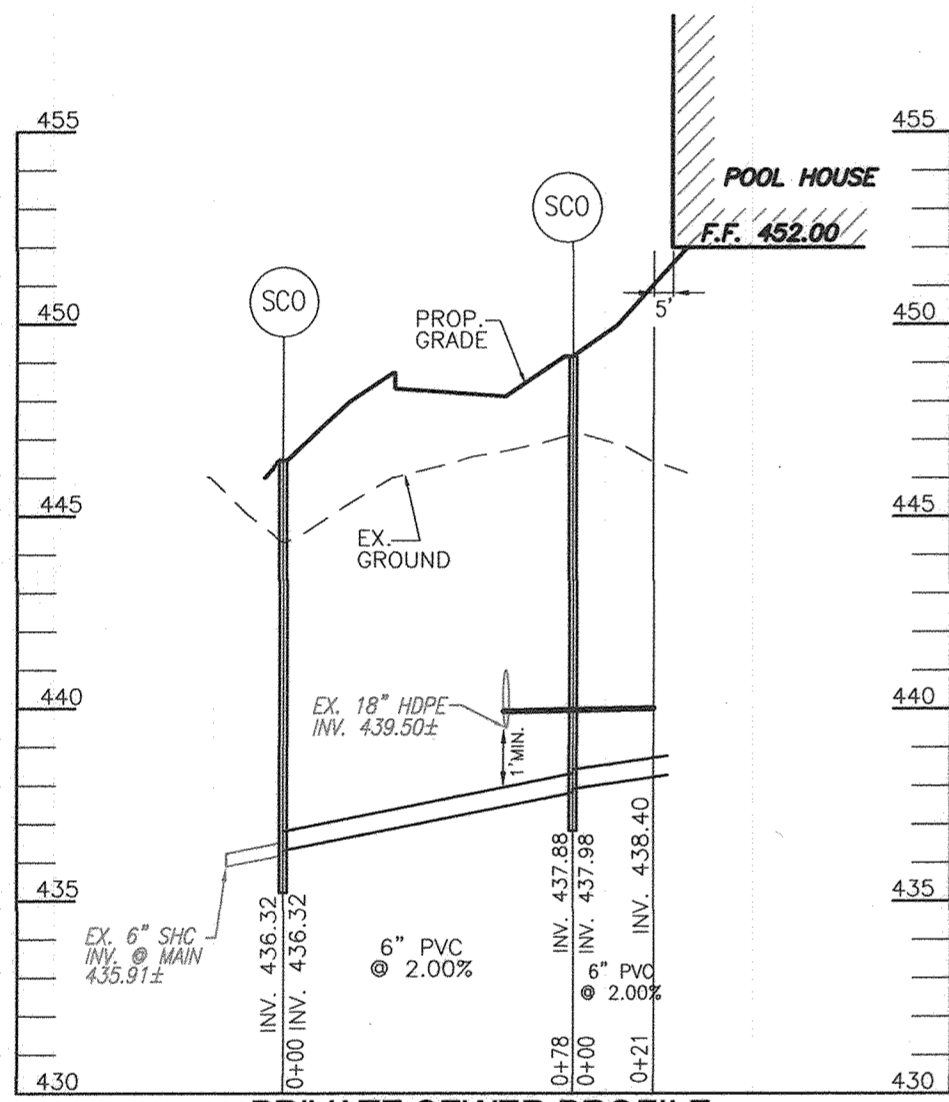 455
455
POOL HOUSE
SCO
F.F. 452.00
SCO
5'
450
450
PROP.
GRADE
445
445
EX.
GROUND
440
440
EX. 18" HDPE
INV. 439.50±
1'MIN.
435
435
EX. 6" SHC
INV. @ MAIN
435.91±
INV. 436.32
INV. 436.32
6" PVC
@ 2.00%
INV. 437.88
INV. 437.98
INV. 438.40
6" PVC
@ 2.00%
0+00
0+78
0+00
0+21
430
430
PRIVATE SEWER PROFILE